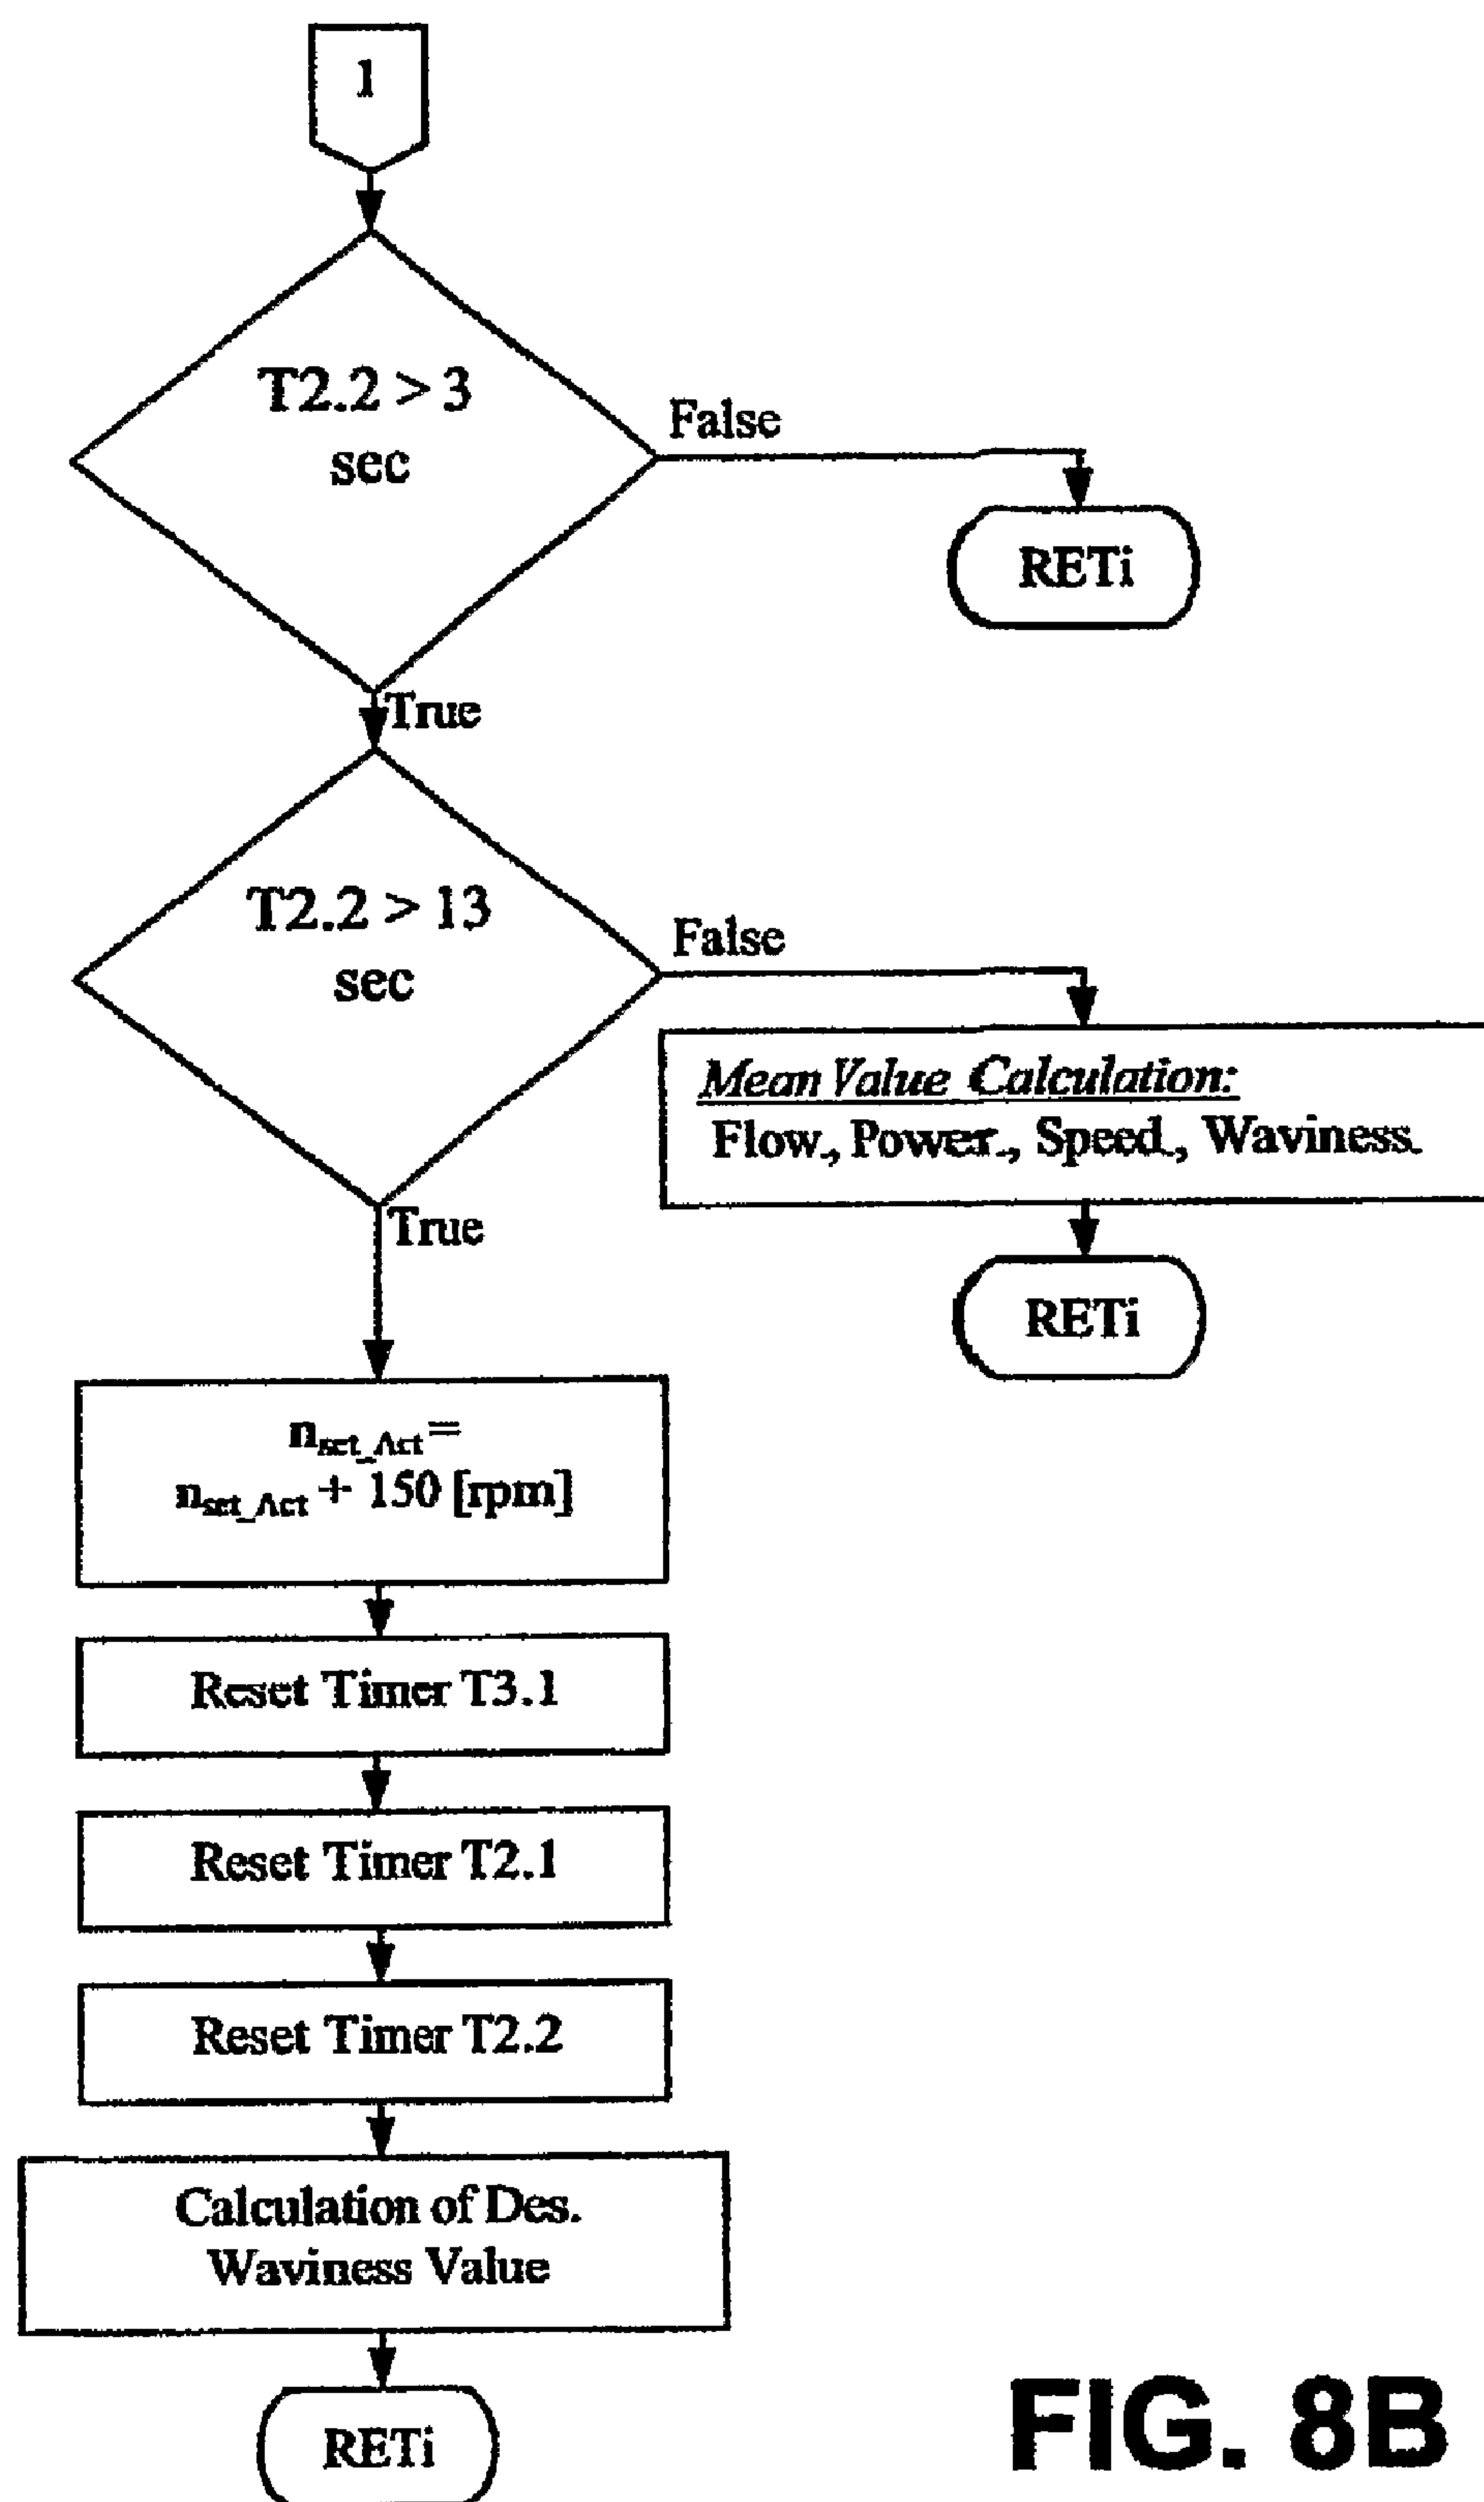 1
T2.2 > 3
sec
False
RETi
True
T2.2 > 13
sec
False
Mean Value Calculation:
Flow., Power., Speed., Waviness.
True
RETi
nset_Act =
nset_Act + 150 [rpm]
Reset Timer T3.1
Reset Timer T2.1
Reset Timer T2.2
Calculation of Des.
Waviness Value
RETi
FIG. 8B